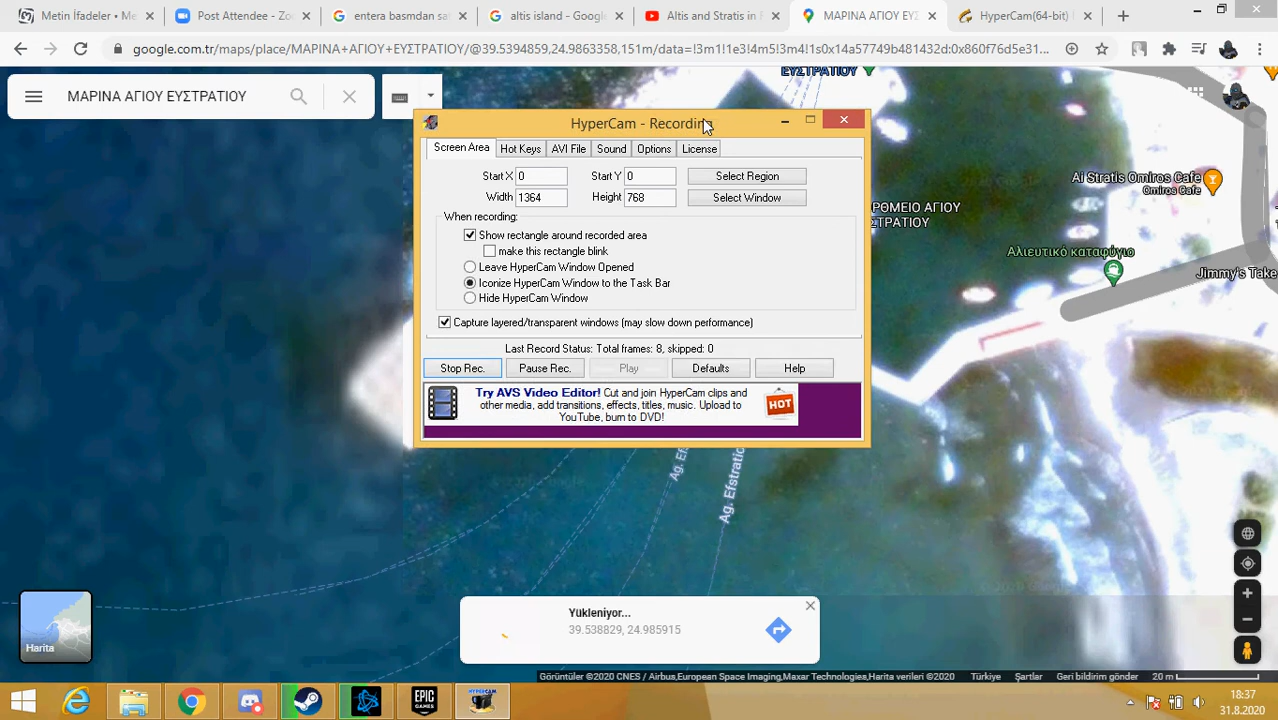 Metin İfadeler • Me
Post Attendee - Zoo
entera basmdan sa
altis island - Google
Altis and Stratis in R
ΜΑΡΙΝΑ ΑΓΙΟΥ ΕΥΣ
HyperCam(64-bit)
google.com.tr/maps/place/ΜΑΡΙΝΑ+ΑΓΙΟΥ+ΕΥΣΤΡΑΤΙΟΥ/@39.5394859,24.9863358,151m/data=!3m1!1e3!4m5!3m4!1s0x14a57749b481432d:0x860f76d5e31...
ΕΥΣΤΡΑΤΙΟΥ
ΜΑΡΙΝΑ ΑΓΙΟΥ ΕΥΣΤΡΑΤΙΟΥ
HyperCam - Recording
Screen Area
Hot Keys
AVI File
Sound
Options
License
Start X 0
Start Y 0
Select Region
Width 1364
Height 768
Select Window
When recording:
Show rectangle around recorded area
make this rectangle blink
Leave HyperCam Window Opened
Iconize HyperCam Window to the Task Bar
Hide HyperCam Window
Capture layered/transparent windows (may slow down performance)
Last Record Status: Total frames: 8, skipped: 0
Stop Rec.
Pause Rec.
Play
Defaults
Help
Try AVS Video Editor! Cut and join HyperCam clips and
other media, add transitions, effects, titles, music. Upload to
YouTube, burn to DVD!
HOT
Ai Stratis Omiros Cafe
Omiros Cafe
ΡΘΜΕΙΟ ΑΓΙΟΥ
ΣΤΡΑΤΙΟΥ
Αλιευτικό καταφύγιο
Jimmy's Take
Ag. Efs
Ag. Efstratio
Yükleniyor...
39.538829, 24.985915
Harita
Görüntüler ©2020 CNES / Airbus,European Space Imaging,Maxar Technologies,Harita verileri ©2020
Türkiye
Şartlar
Geri bildirim gönder
20 m
EPIC
GAMES
HYPERCAM
18:37
31.8.2020